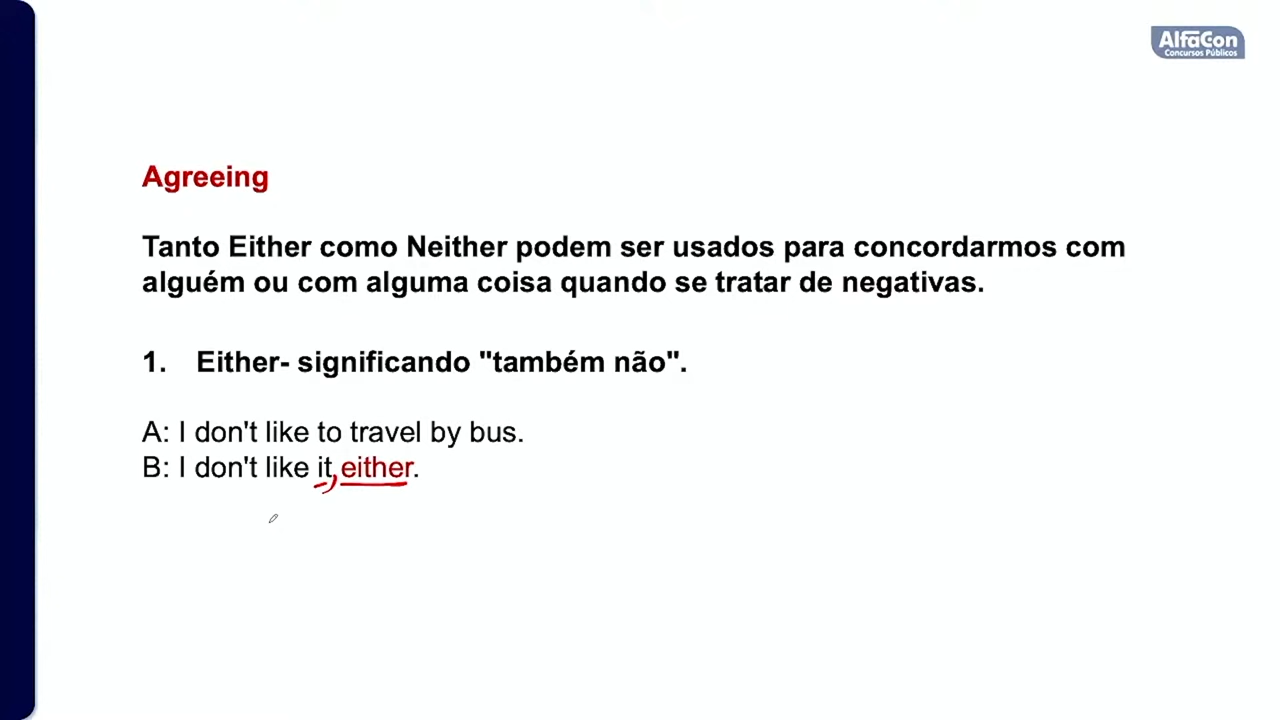 AlfaCon
Concursos Públicos
Agreeing
Tanto Either como Neither podem ser usados para concordarmos com
alguém ou com alguma coisa quando se tratar de negativas.
1. Either- significando "também não".
A: I don't like to travel by bus.
B: I don't like it, either.